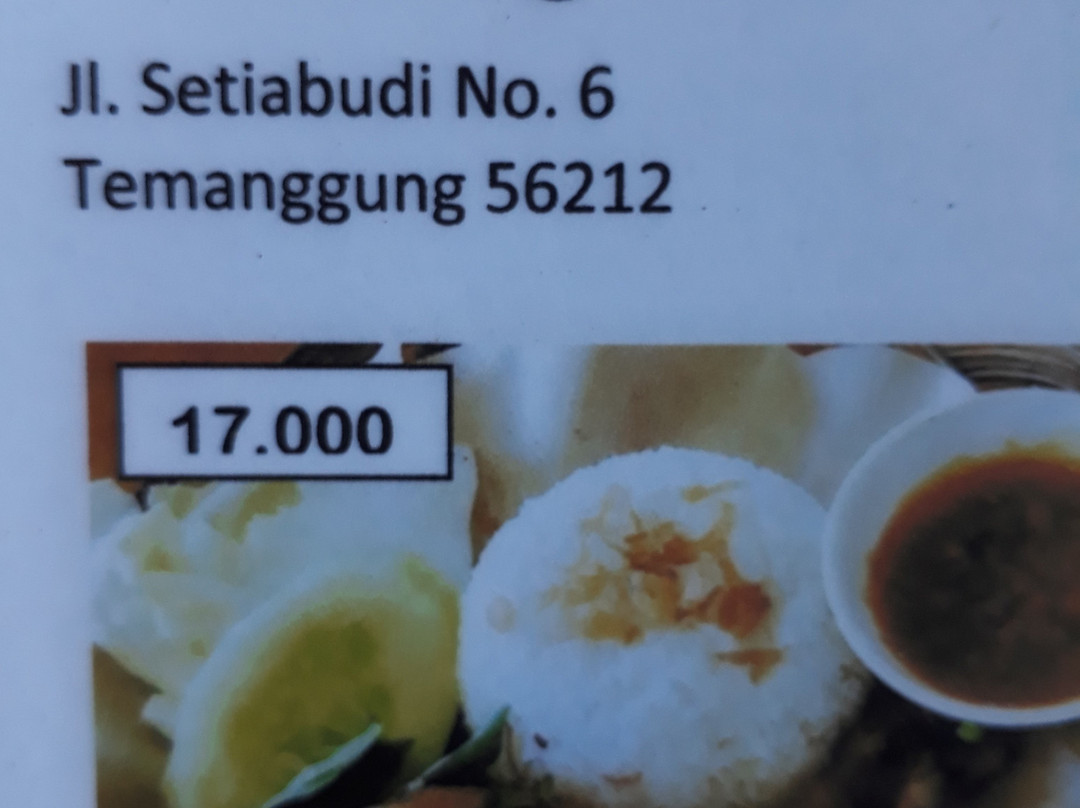 Jl. Setiabudi No. 6
Temanggung 56212
17.000